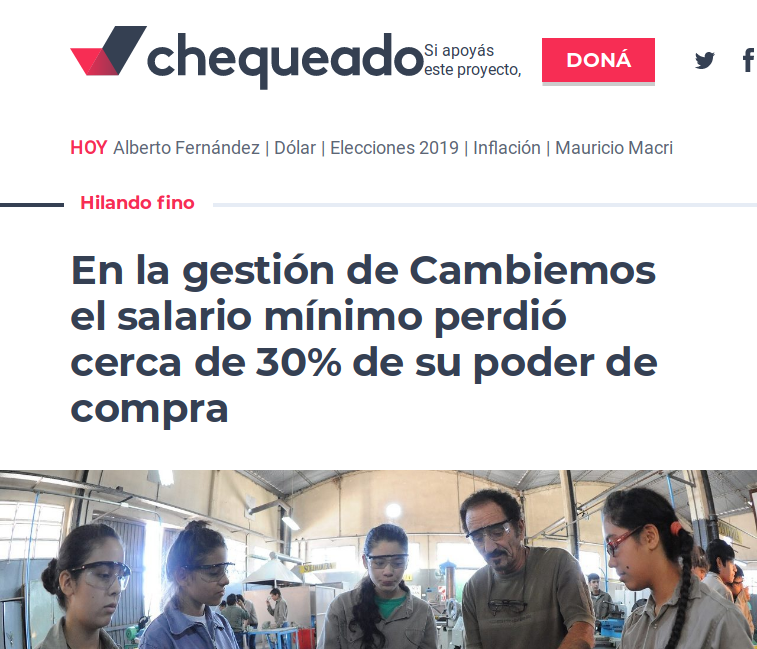 chequeado
Si apoyás
este proyecto,
DONÁ
HOY Alberto Fernández | Dólar | Elecciones 2019 | Inflación | Mauricio Macri
Hilando fino
En la gestión de Cambiemos
el salario mínimo perdió
cerca de 30% de su poder de
compra